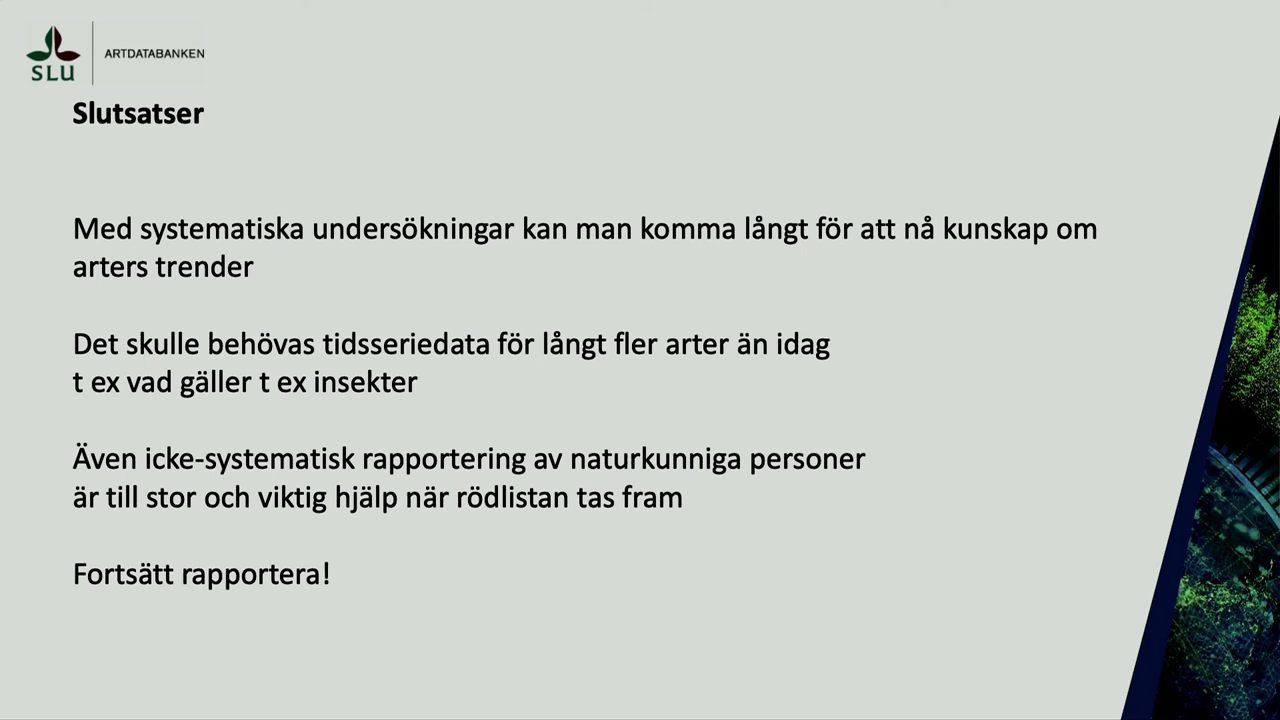 SLU
ARTDATABANKEN
Slutsatser
Med systematiska undersökningar kan man komma långt för att nå kunskap om
arters trender
Det skulle behövas tidsseriedata för långt fler arter än idag
t ex vad gäller t ex insekter
Även icke-systematisk rapportering av naturkunniga personer
är till stor och viktig hjälp när rödlistan tas fram
Fortsätt rapportera!